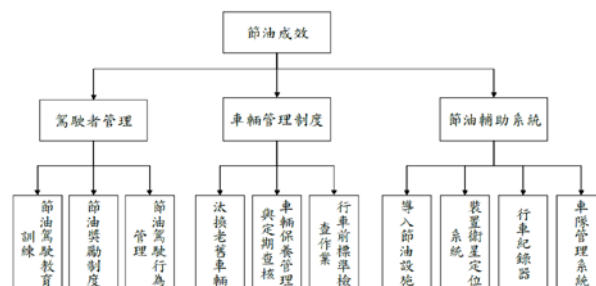 節油成效
駕駛者管理
車輛管理制度
節油輔助系統
節油駕駛教育
訓練
節油獎勵制度
節油駕駛行為
管理
汰換老舊車輛
車輛保養管理
與定期查核
行車前標準檢
查作業
導入節油設施
裝置衛星定位
系統
行車紀錄器
車隊管理系統